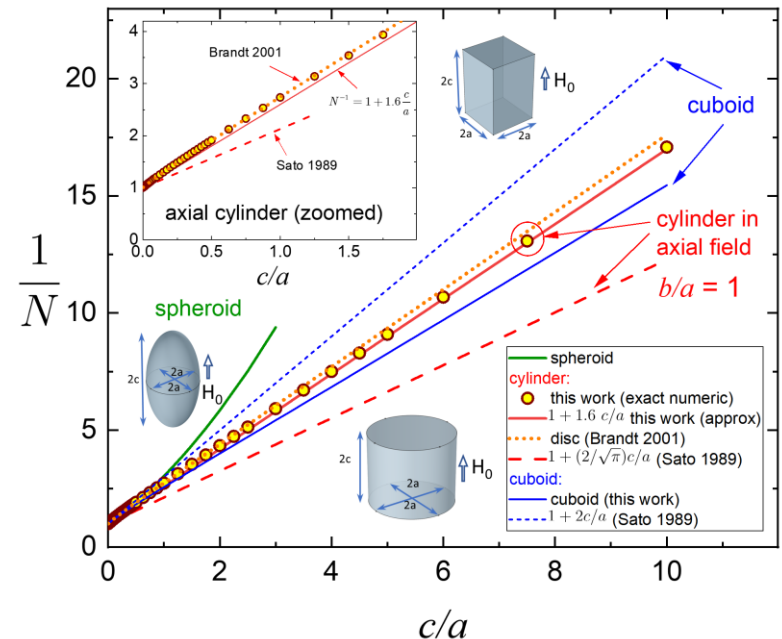 1/N
c/a
0
5
10
15
20
0
2
4
6
8
10
Brandt 2001
N⁻¹ = 1 + 1.6 c/a
Sato 1989
axial cylinder (zoomed)
1
2
3
4
0.0
0.5
1.0
1.5
c/a
2c
2a
2a
H₀
cuboid
cylinder in
axial field
b/a = 1
spheroid
2c
2a
2a
H₀
2c
2a
2a
H₀
spheroid
cylinder:
this work (exact numeric)
1 + 1.6 c/a this work (approx)
disc (Brandt 2001)
1 + (2/√π)c/a (Sato 1989)
cuboid:
cuboid (this work)
1 + 2c/a (Sato 1989)